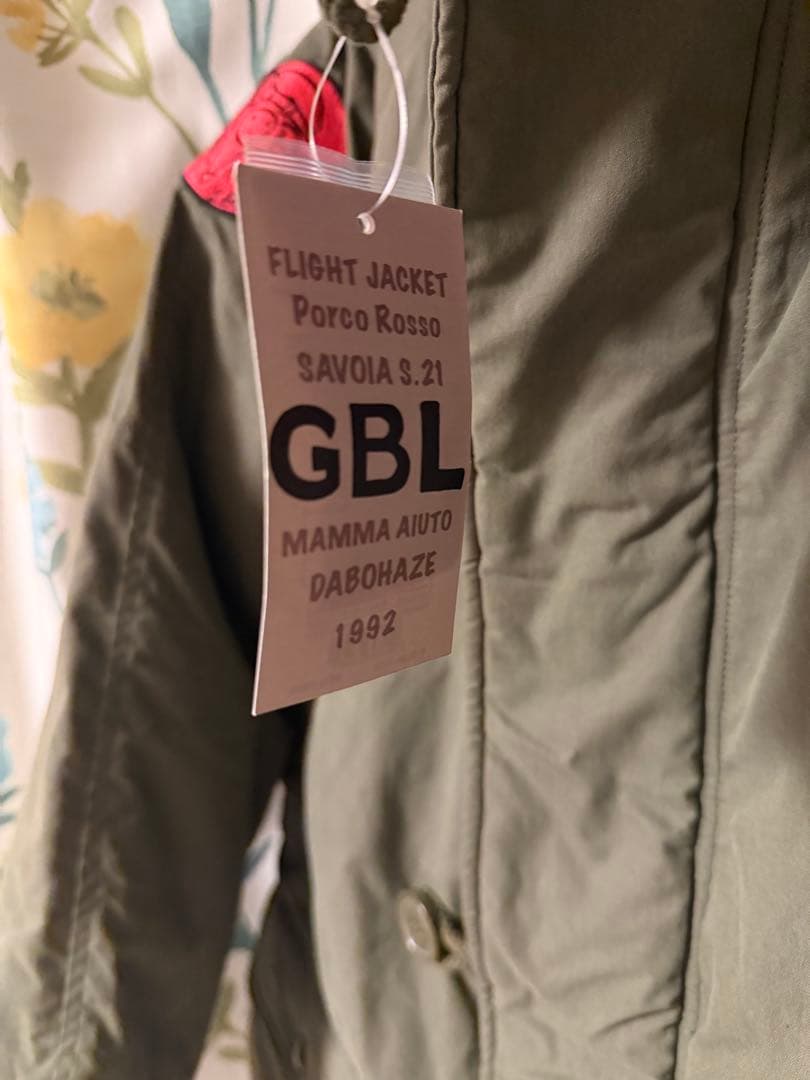 FLIGHT JACKET
Porco Rosso
SAVOIA S.21
GBL
MAMMA AIUTO
DABOHAZE
1992